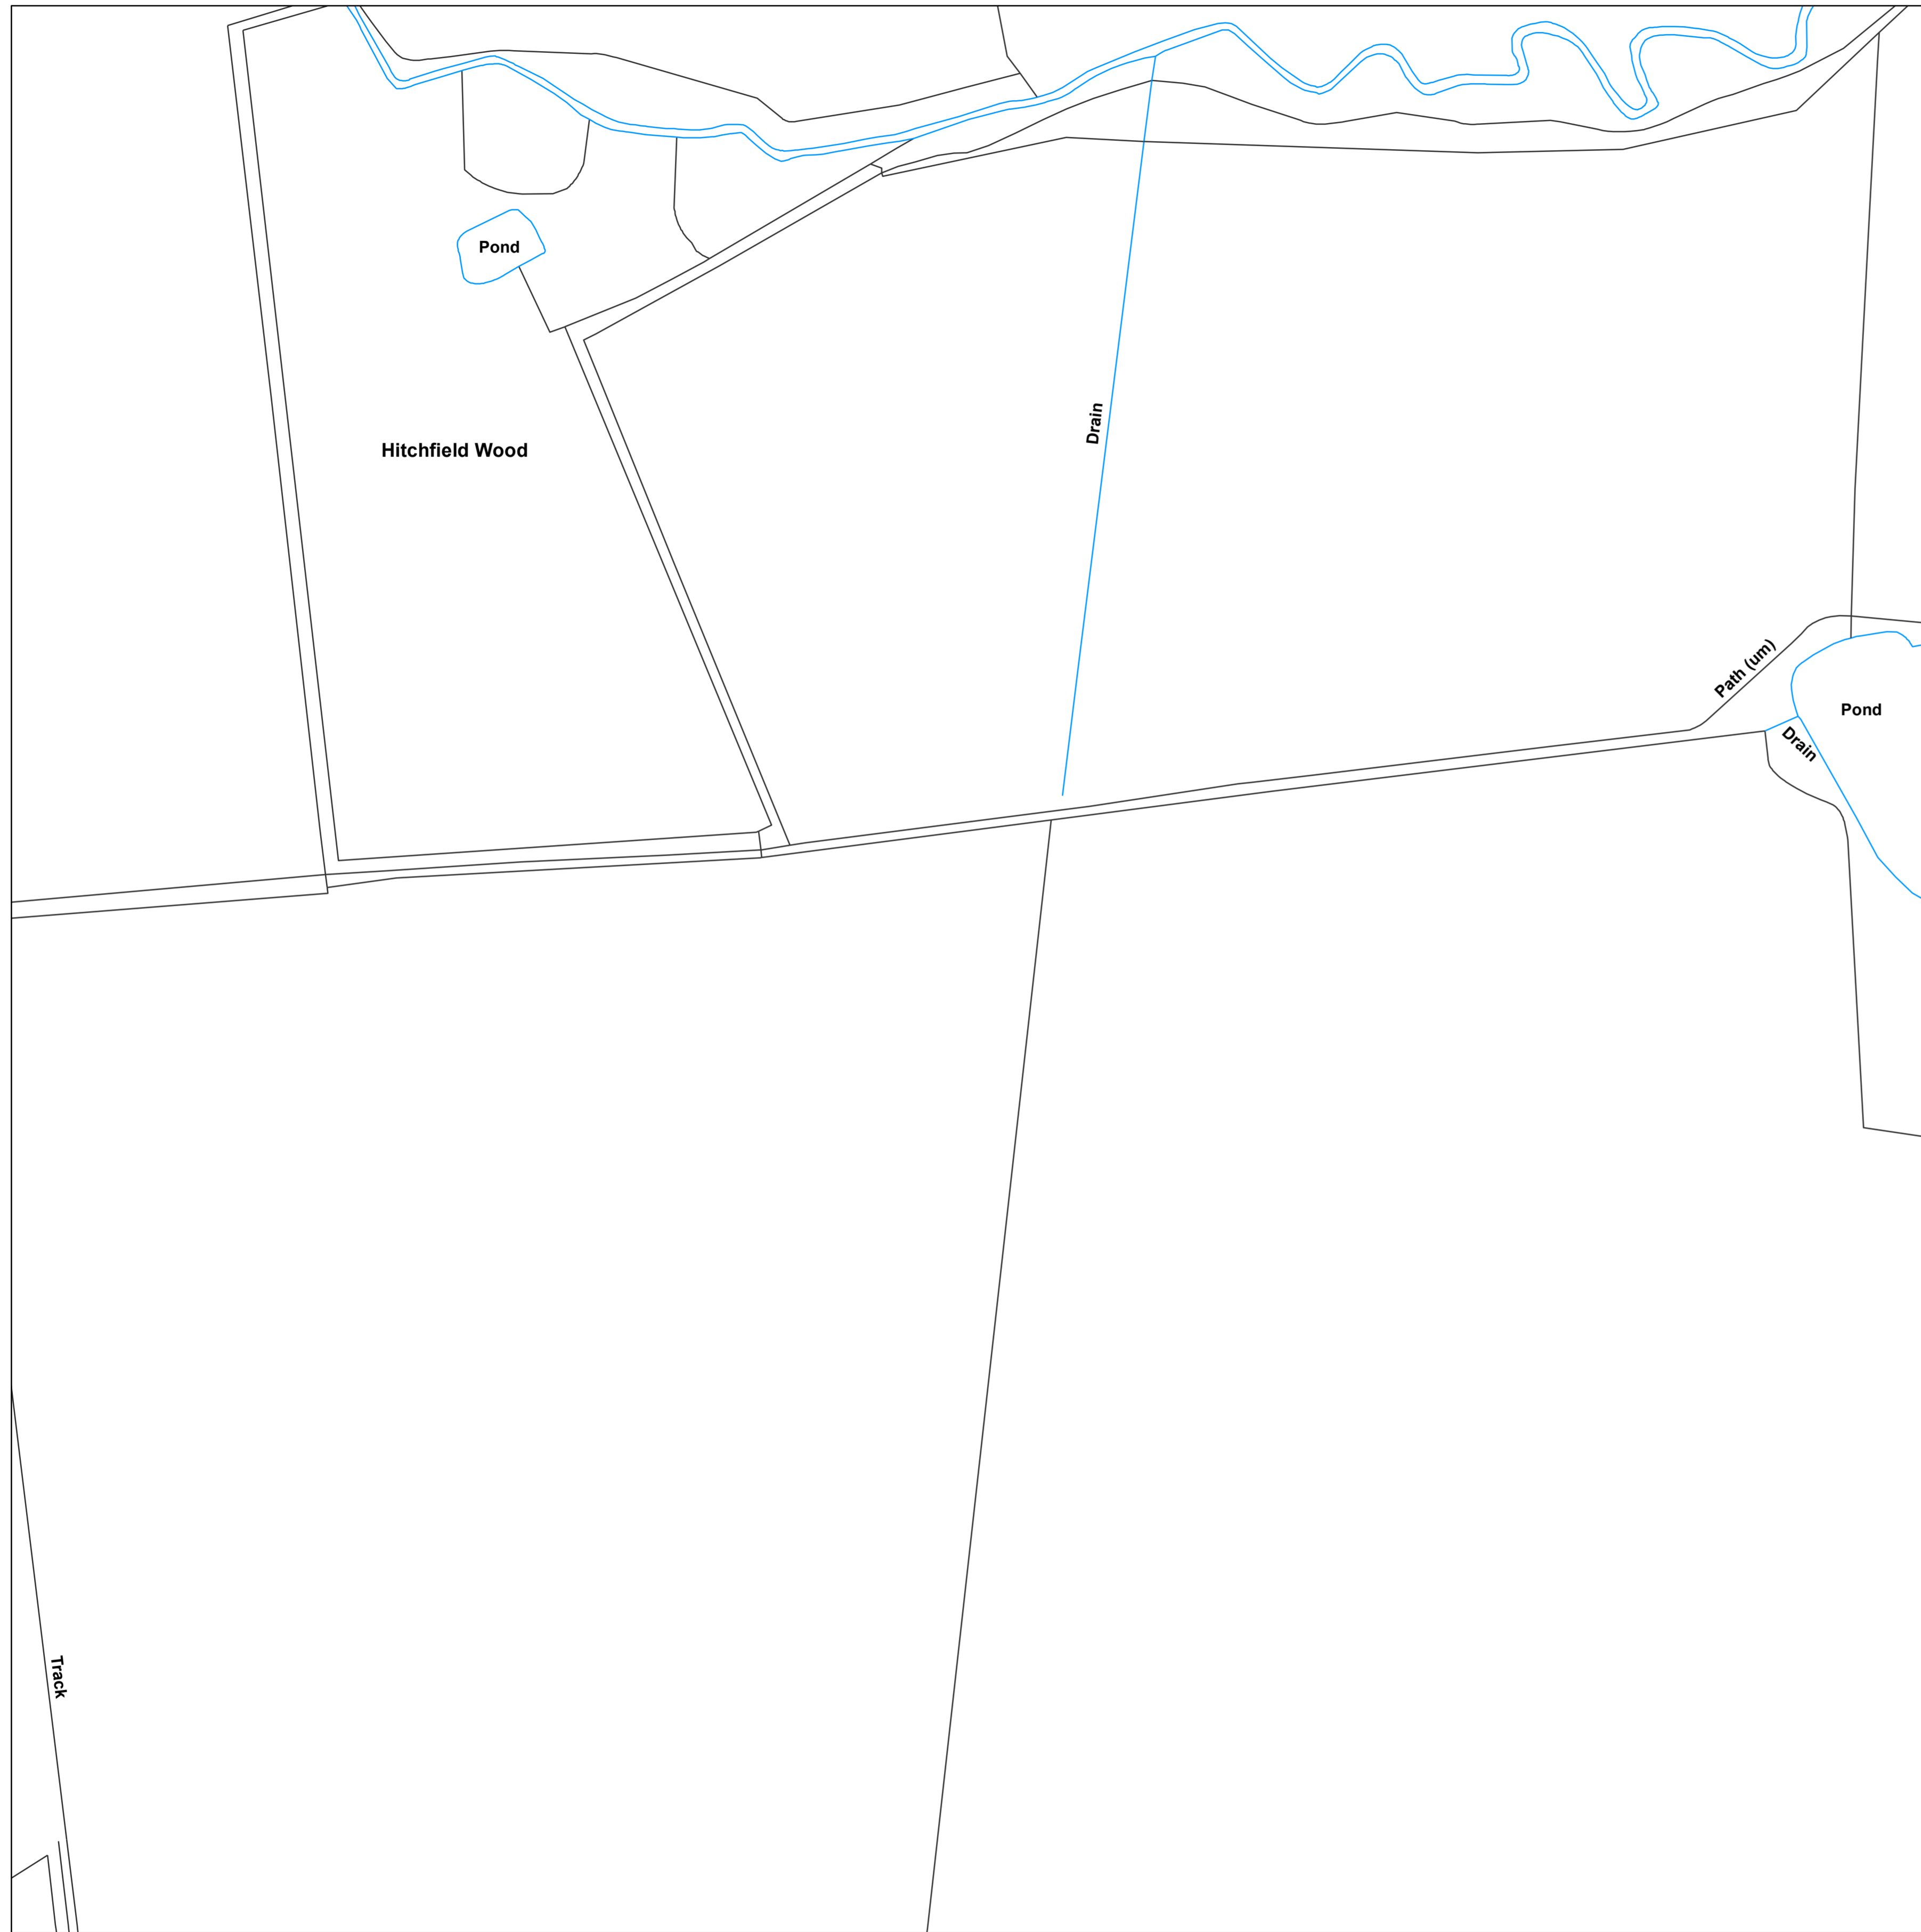 Pond
Drain
Hitchfield Wood
Path (um)
Pond
Drain
Track